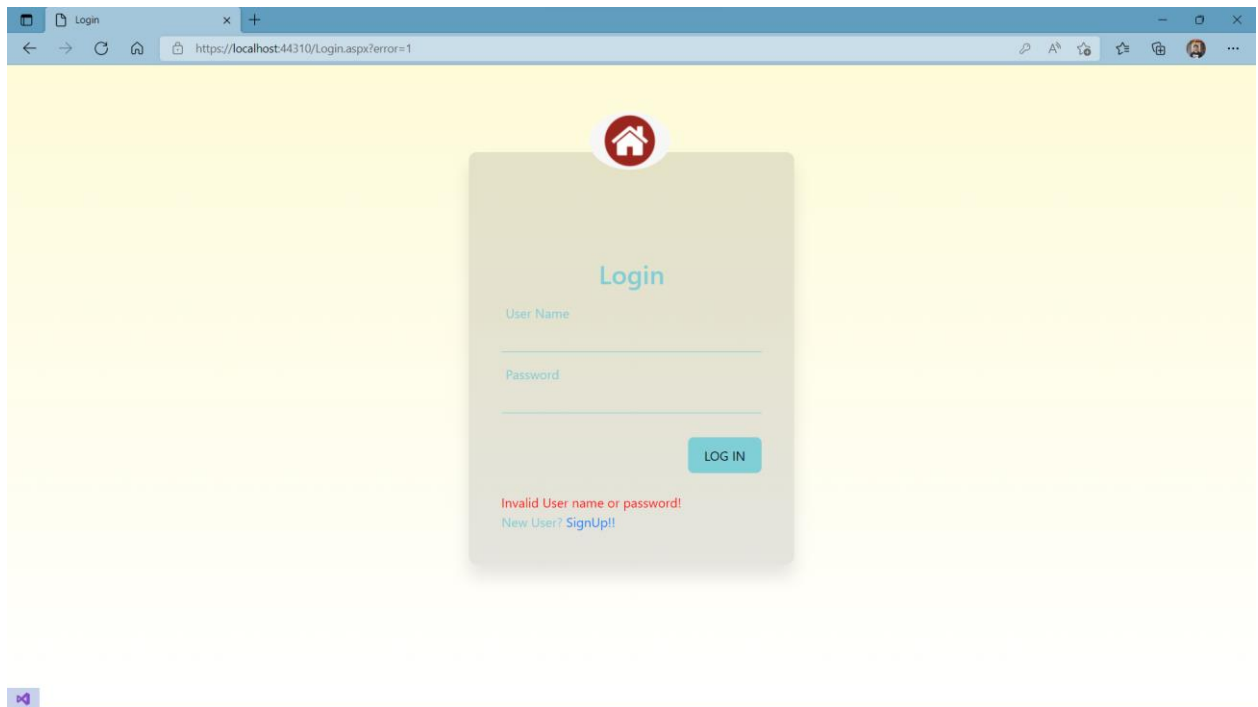 Login
https://localhost:44310/Login.aspx?error=1
Login
User Name
Password
LOG IN
Invalid User name or password!
New User? SignUp!!